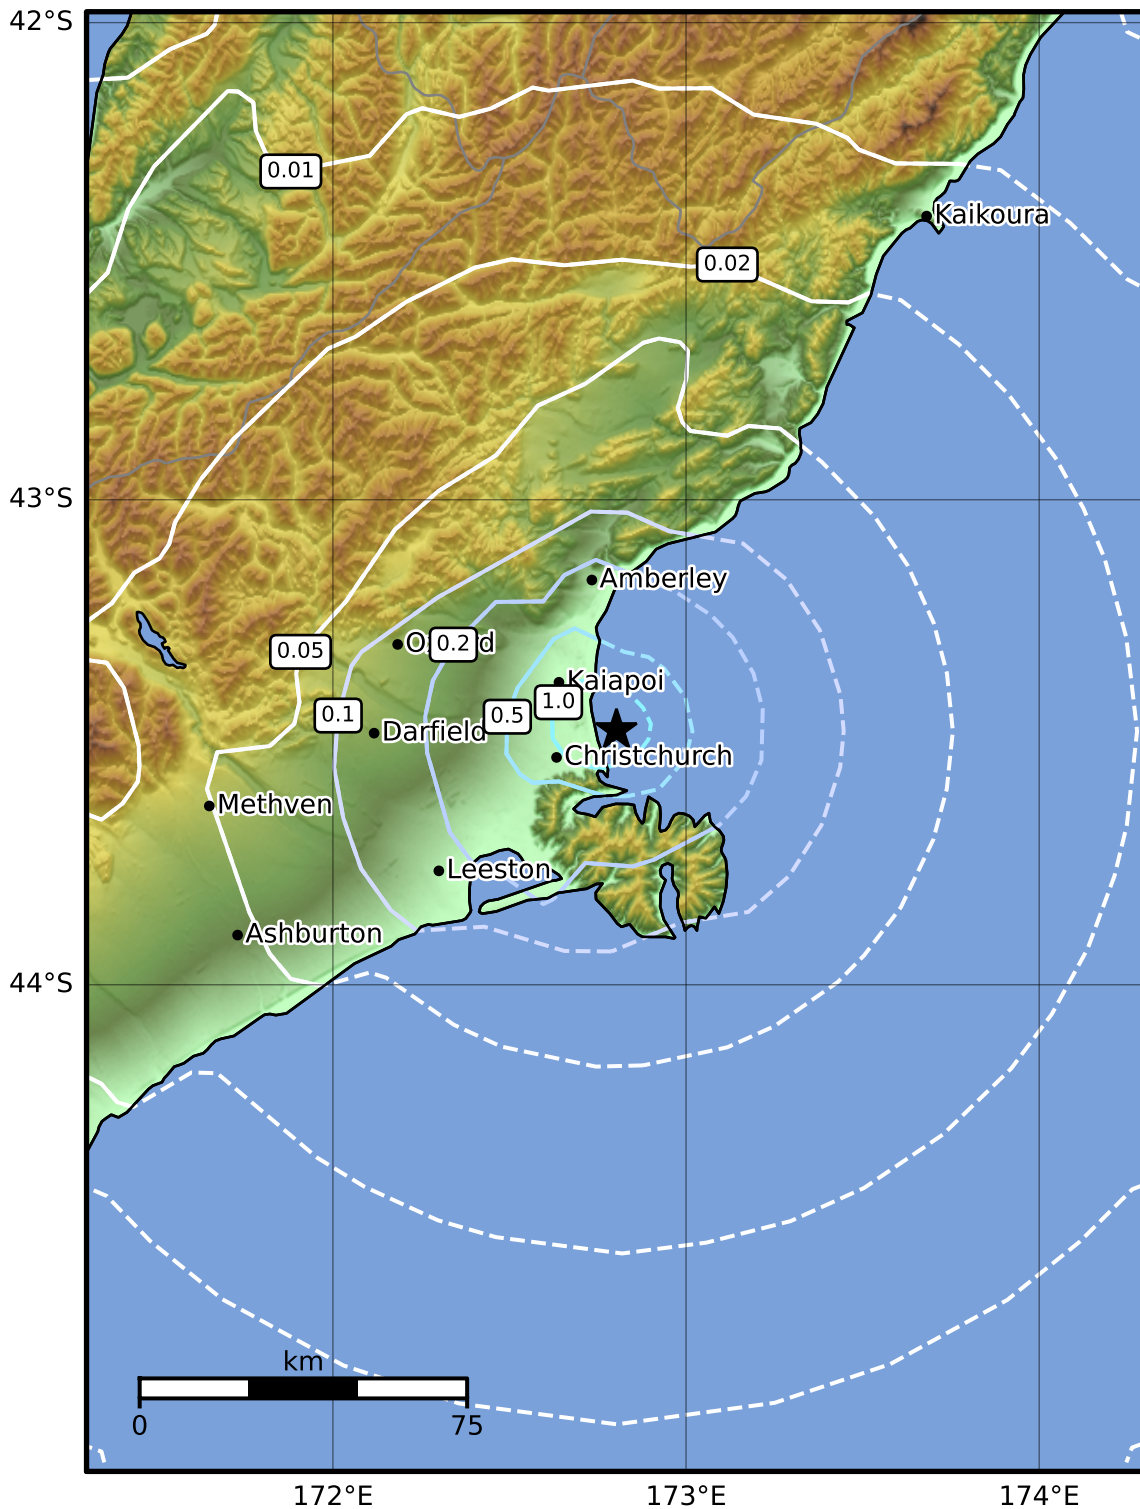 42°S
0.01
Kaikoura
0.02
43°S
Amberley
0.2
0.05
Kaiapoi
1.0
0.1
0.5
Darfield
Christchurch
Methven
Leeston
Ashburton
44°S
km
0 75
172°E 173°E 174°E